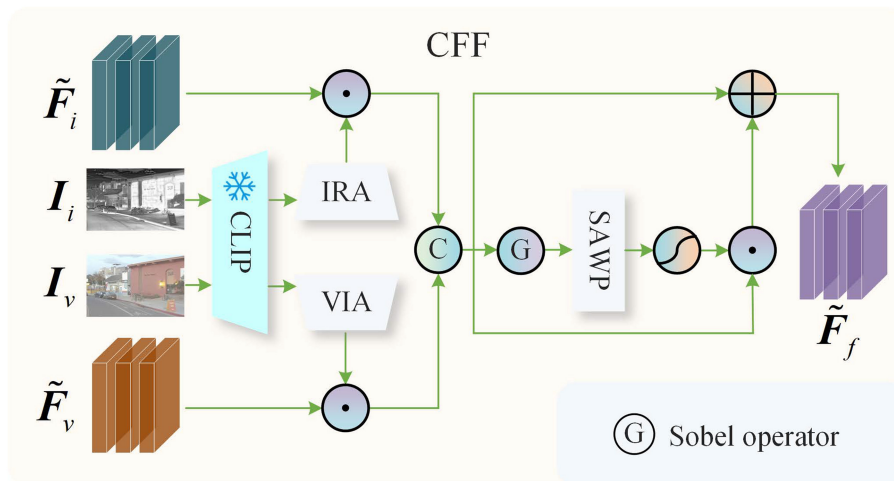 CFF
F̃i
Ii
IRA
CLIP
C
G
SAWP
Iv
VIA
F̃v
F̃f
G Sobel operator